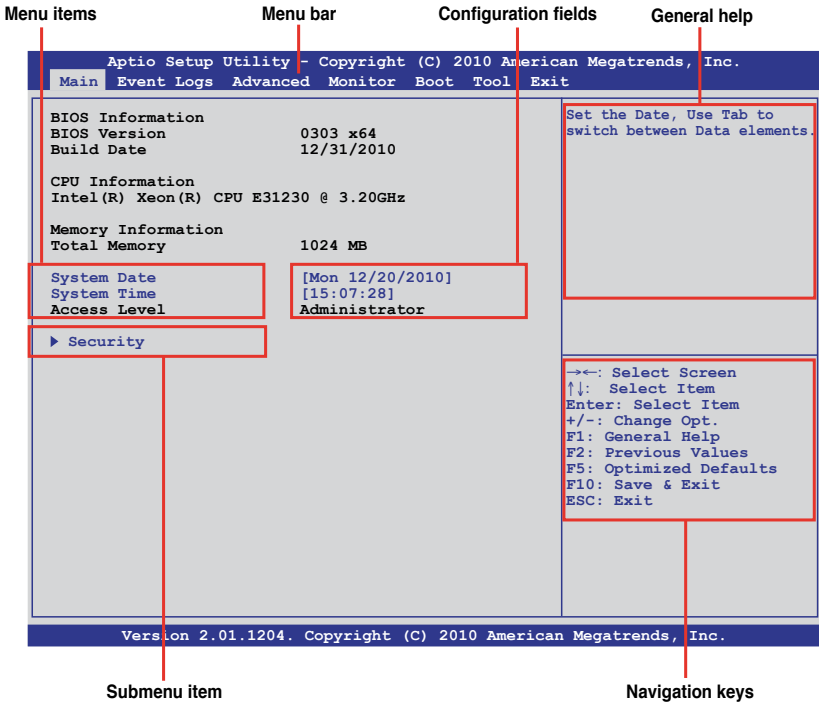 Menu items Menu bar Configuration fields General help
Aptio Setup Utility - Copyright (C) 2010 American Megatrends, Inc.
Main Event Logs Advanced Monitor Boot Tool Exit
BIOS Information
BIOS Version 0303 x64
Build Date 12/31/2010
CPU Information
Intel(R) Xeon(R) CPU E31230 @ 3.20GHz
Memory Information
Total Memory 1024 MB
System Date [Mon 12/20/2010]
System Time [15:07:28]
Access Level Administrator
Security
Set the Date, Use Tab to
switch between Data elements.
→←: Select Screen
↑↓: Select Item
Enter: Select Item
+/-: Change Opt.
F1: General Help
F2: Previous Values
F5: Optimized Defaults
F10: Save & Exit
ESC: Exit
Version 2.01.1204. Copyright (C) 2010 American Megatrends, Inc.
Submenu item Navigation keys